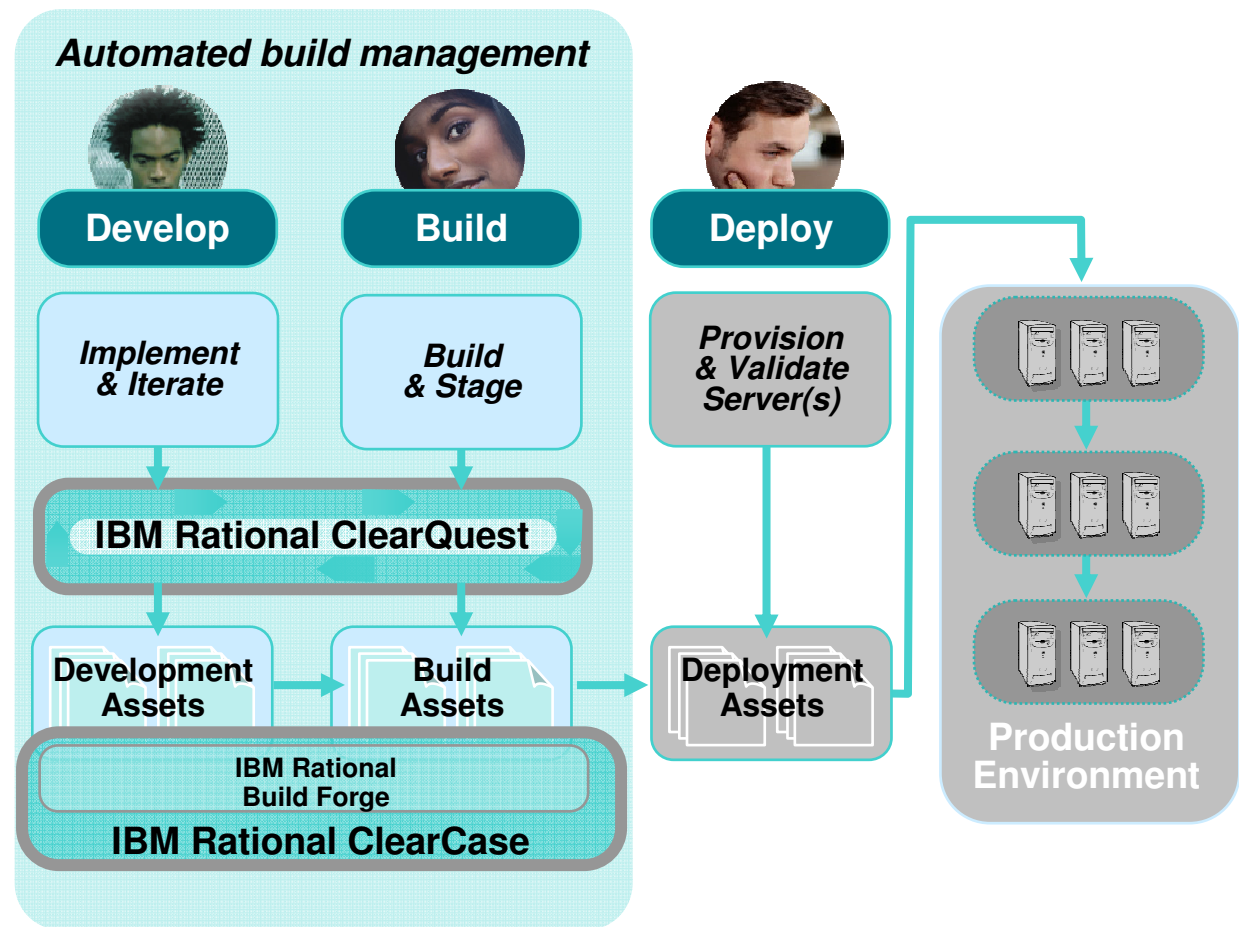 Automated build management
Develop
Build
Deploy
Implement
& Iterate
Build
& Stage
Provision
& Validate
Server(s)
IBM Rational ClearQuest
Development
Assets
Build
Assets
Deployment
Assets
IBM Rational
Build Forge
IBM Rational ClearCase
Production
Environment